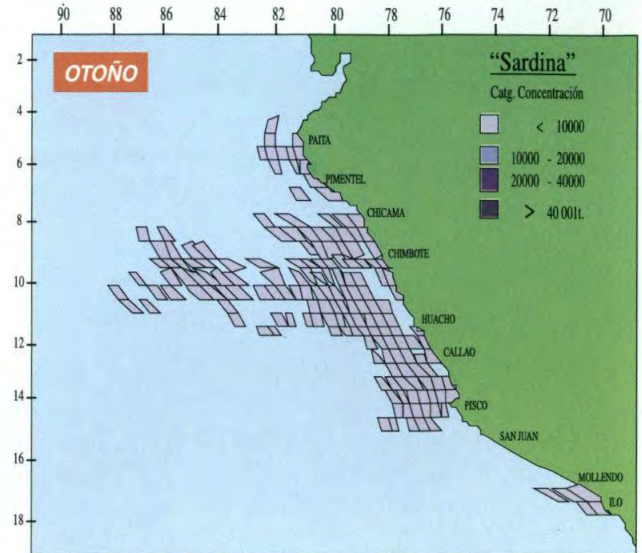 90 88 86 84 82 80 78 76 74 72 70
2
4
6
8
10
12
14
16
18
OTOÑO
“Sardina”
Catg. Concentración
< 10000
10000 - 20000
20000 - 40000
> 40 001t.
PAITA
PIMENTEL
CHICAMA
CHIMBOTE
HUACHO
CALLAO
PISCO
SAN JUAN
MOLLENDO
ILO